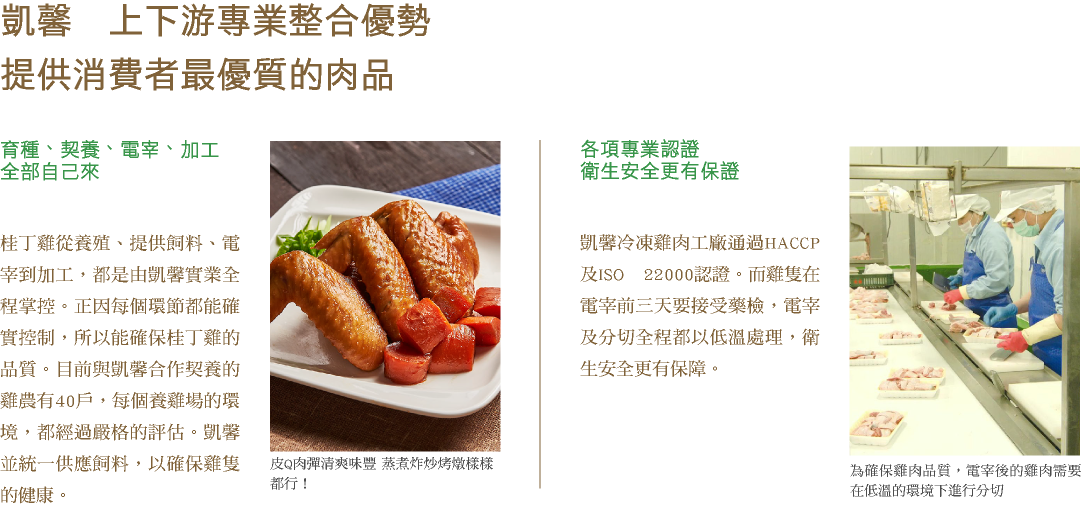 凱馨　上下游專業整合優勢
提供消費者最優質的肉品
育種、契養、電宰、加工
全部自己來
桂丁雞從養殖、提供飼料、電
宰到加工，都是由凱馨實業全
程掌控。正因每個環節都能確
實控制，所以能確保桂丁雞的
品質。目前與凱馨合作契養的
雞農有40戶，每個養雞場的環
境，都經過嚴格的評估。凱馨
並統一供應飼料，以確保雞隻
的健康。
皮Q肉彈清爽味豐 蒸煮炸炒烤燉樣樣
都行！
各項專業認證
衛生安全更有保證
凱馨冷凍雞肉工廠通過HACCP
及ISO　22000認證。而雞隻在
電宰前三天要接受藥檢，電宰
及分切全程都以低溫處理，衛
生安全更有保障。
為確保雞肉品質，電宰後的雞肉需要
在低溫的環境下進行分切